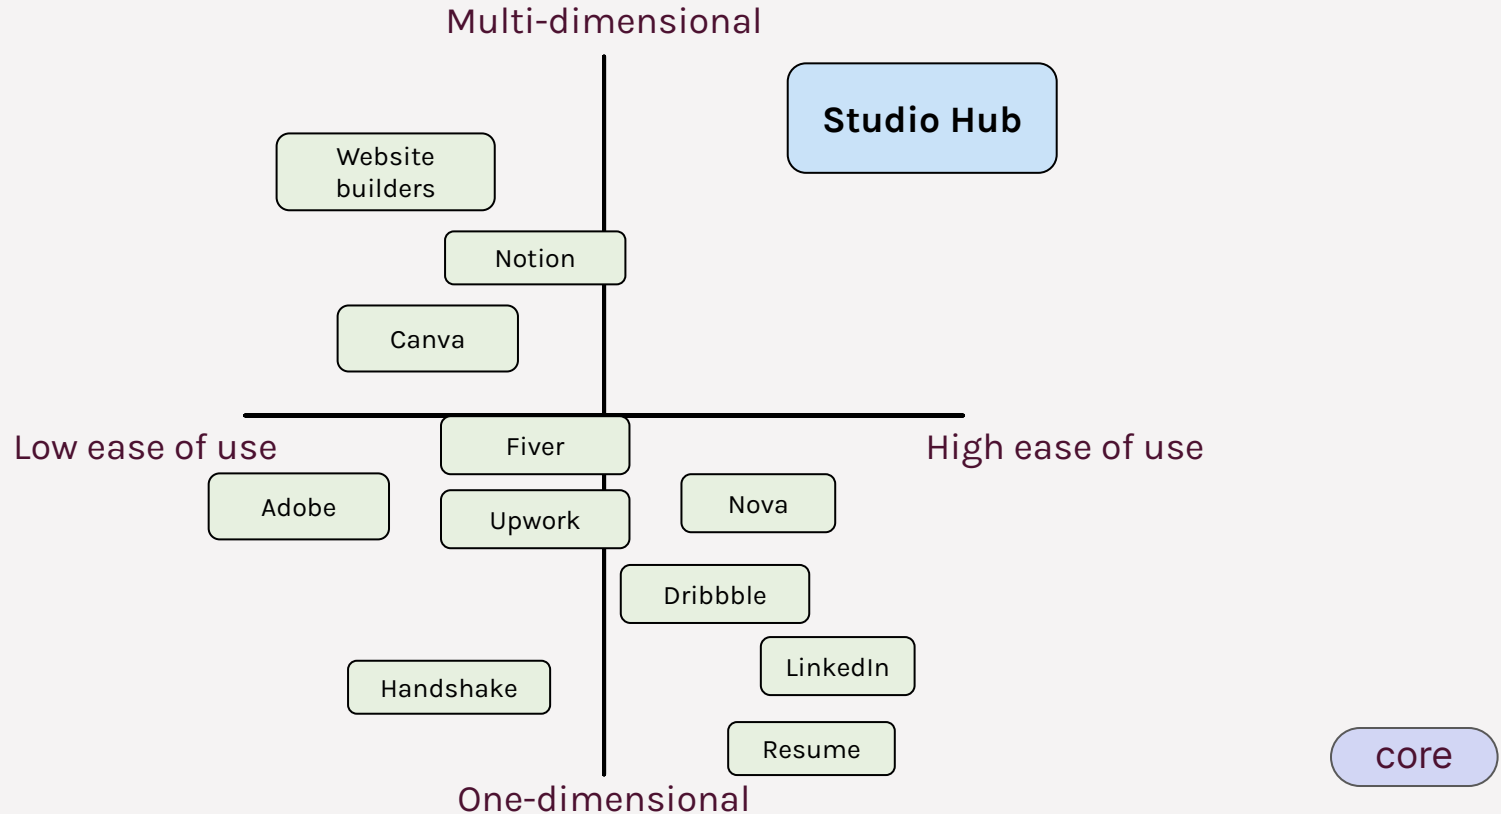 Multi-dimensional
Studio Hub
Website
builders
Notion
Canva
Low ease of use
High ease of use
Fiver
Adobe
Upwork
Nova
Dribbble
LinkedIn
Handshake
Resume
core
One-dimensional